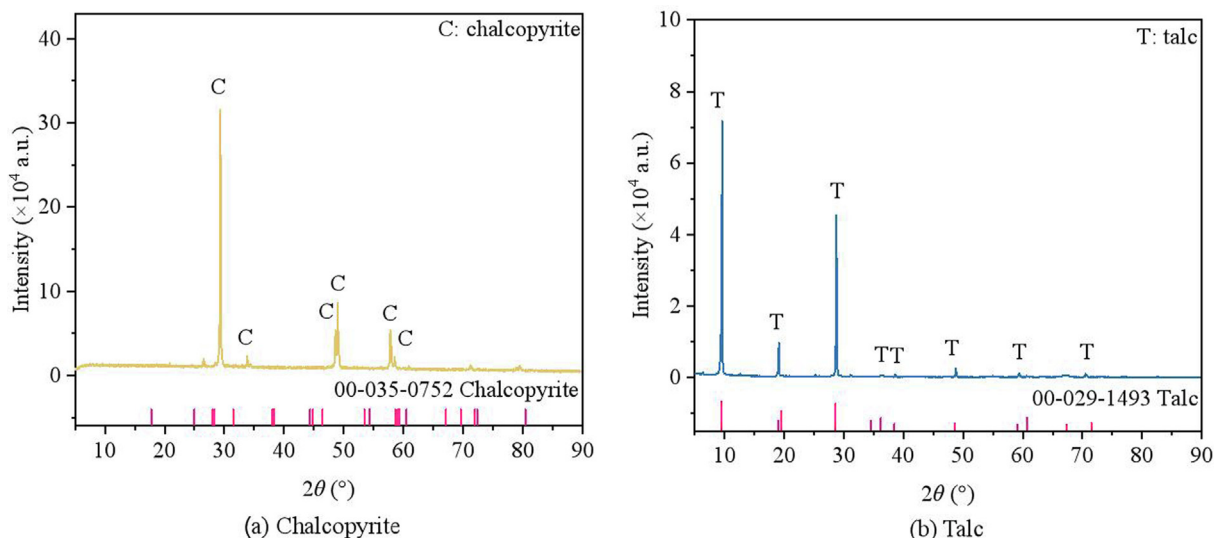 C: chalcopyrite
40
30
20
10
0
Intensity (×10⁴ a.u.)
C
C
C
C
C
C
00-035-0752 Chalcopyrite
10 20 30 40 50 60 70 80 90
2θ (°)
(a) Chalcopyrite
T: talc
10
8
6
4
2
0
Intensity (×10⁴ a.u.)
T
T
T
T T
T
T
T
00-029-1493 Talc
10 20 30 40 50 60 70 80 90
2θ (°)
(b) Talc